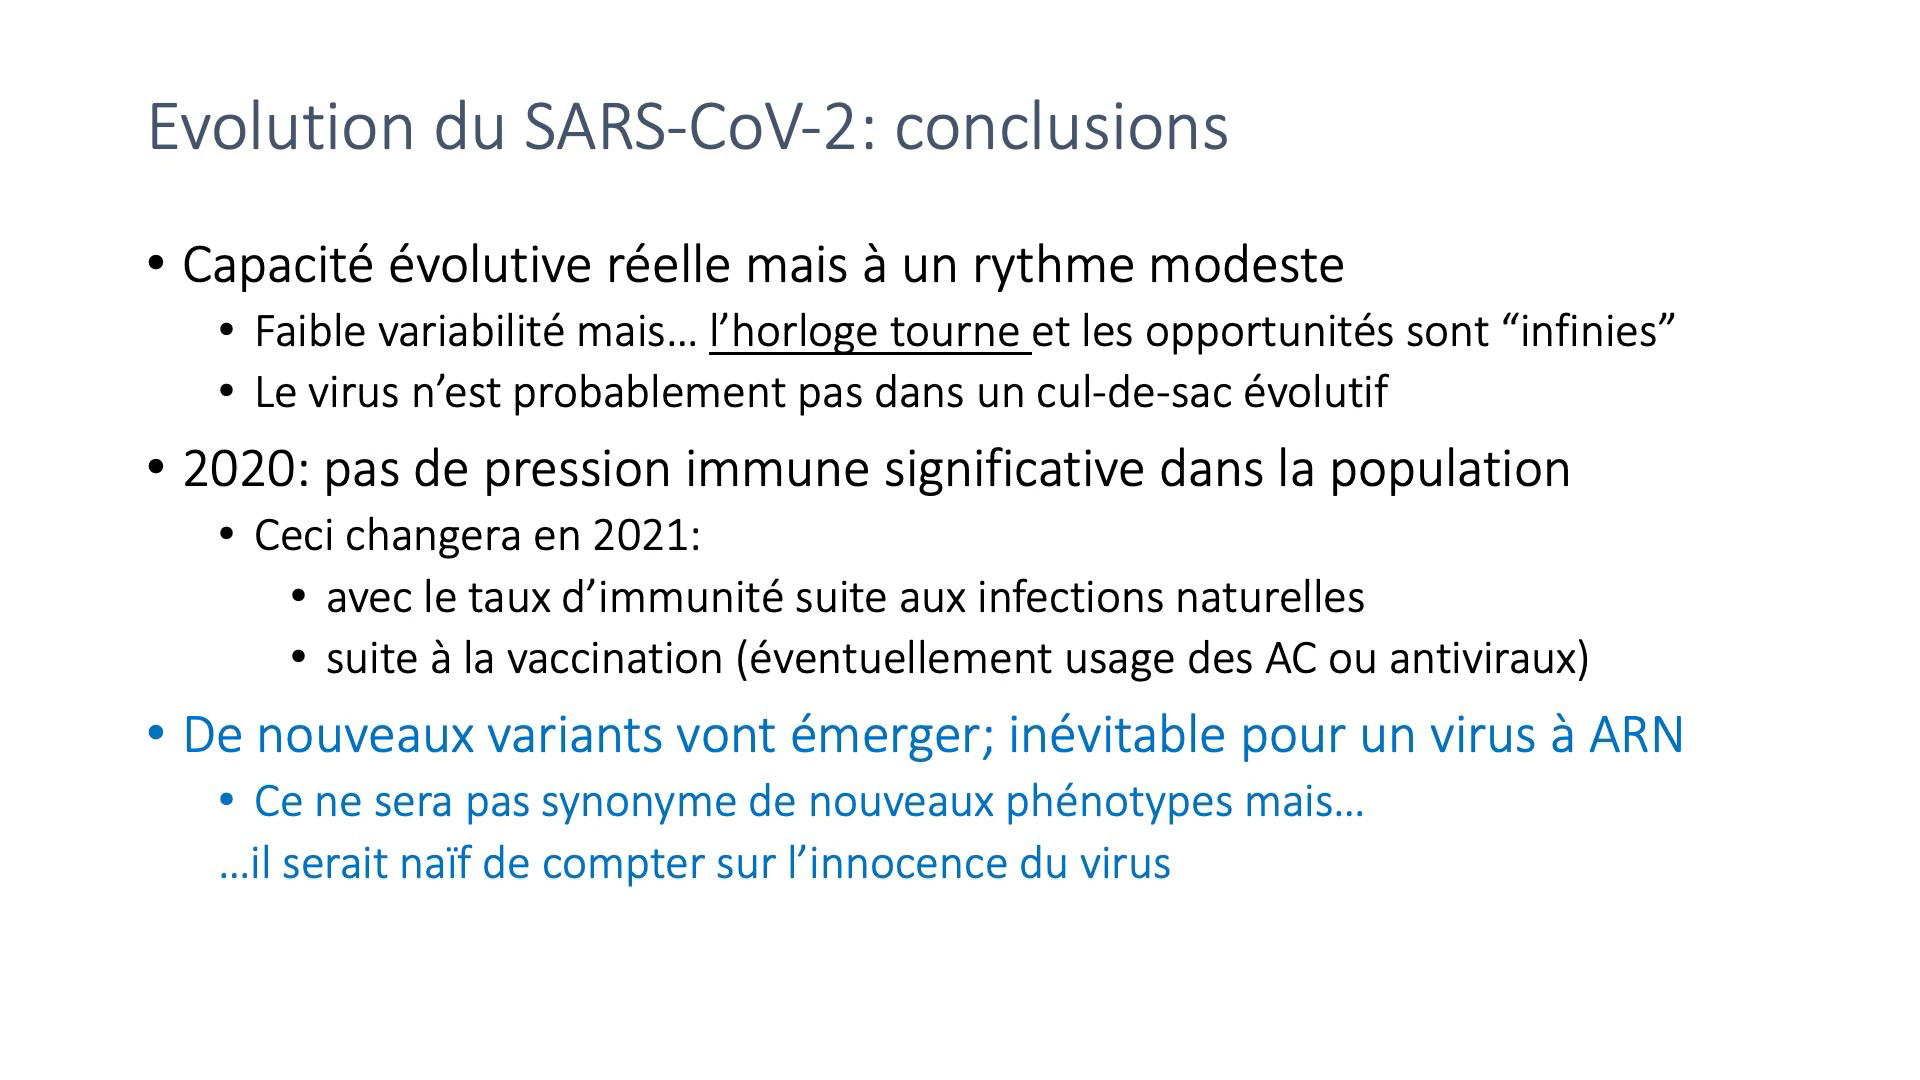 Evolution du SARS-CoV-2: conclusions
• Capacité évolutive réelle mais à un rythme modeste
• Faible variabilité mais… l’horloge tourne et les opportunités sont “infinies”
• Le virus n’est probablement pas dans un cul-de-sac évolutif
• 2020: pas de pression immune significative dans la population
• Ceci changera en 2021:
• avec le taux d’immunité suite aux infections naturelles
• suite à la vaccination (éventuellement usage des AC ou antiviraux)
• De nouveaux variants vont émerger; inévitable pour un virus à ARN
• Ce ne sera pas synonyme de nouveaux phénotypes mais…
…il serait naïf de compter sur l’innocence du virus